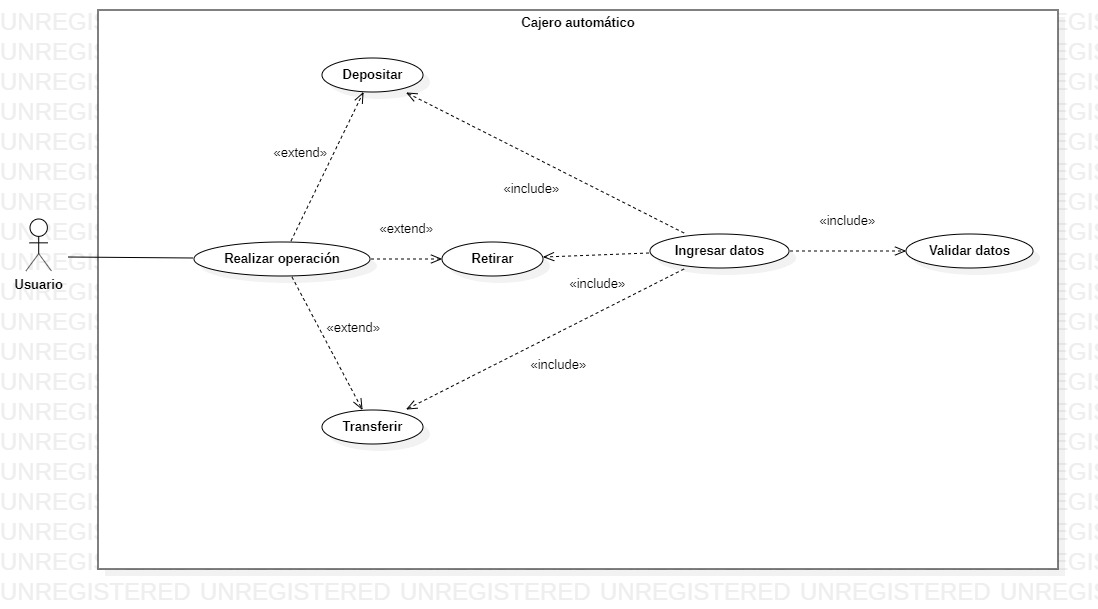 Cajero automático
Depositar
«extend»
«include»
«extend»
«include»
Usuario
Realizar operación
Retirar
Ingresar datos
Validar datos
«include»
«extend»
«include»
Transferir
UNREGISTERED UNREGISTERED UNREGISTERED UNREGISTERED UNREGISTERED